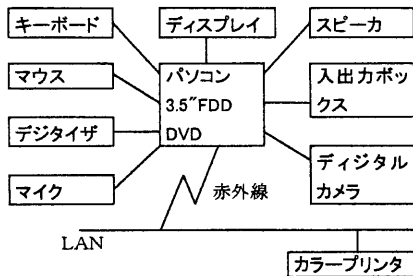 キーボード
ディスプレイ
スピーカ
マウス
パソコン
3.5″FDD
DVD
入出力ボッ
クス
デジタイザ
マイク
ディジタル
カメラ
赤外線
LAN
カラープリンタ